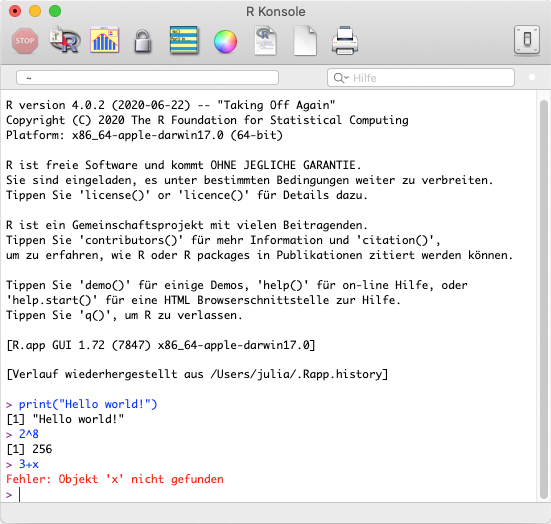 R Konsole
STOP
R
~
Hilfe
R version 4.0.2 (2020-06-22) -- "Taking Off Again"
Copyright (C) 2020 The R Foundation for Statistical Computing
Platform: x86_64-apple-darwin17.0 (64-bit)
R ist freie Software und kommt OHNE JEGLICHE GARANTIE.
Sie sind eingeladen, es unter bestimmten Bedingungen weiter zu verbreiten.
Tippen Sie 'license()' or 'licence()' für Details dazu.
R ist ein Gemeinschaftsprojekt mit vielen Beitragenden.
Tippen Sie 'contributors()' für mehr Information und 'citation()',
um zu erfahren, wie R oder R packages in Publikationen zitiert werden können.
Tippen Sie 'demo()' für einige Demos, 'help()' für on-line Hilfe, oder
'help.start()' für eine HTML Browserschnittstelle zur Hilfe.
Tippen Sie 'q()', um R zu verlassen.
[R.app GUI 1.72 (7847) x86_64-apple-darwin17.0]
[Verlauf wiederhergestellt aus /Users/julia/.Rapp.history]
> print("Hello world!")
[1] "Hello world!"
> 2^8
[1] 256
> 3+x
Fehler: Objekt 'x' nicht gefunden
>